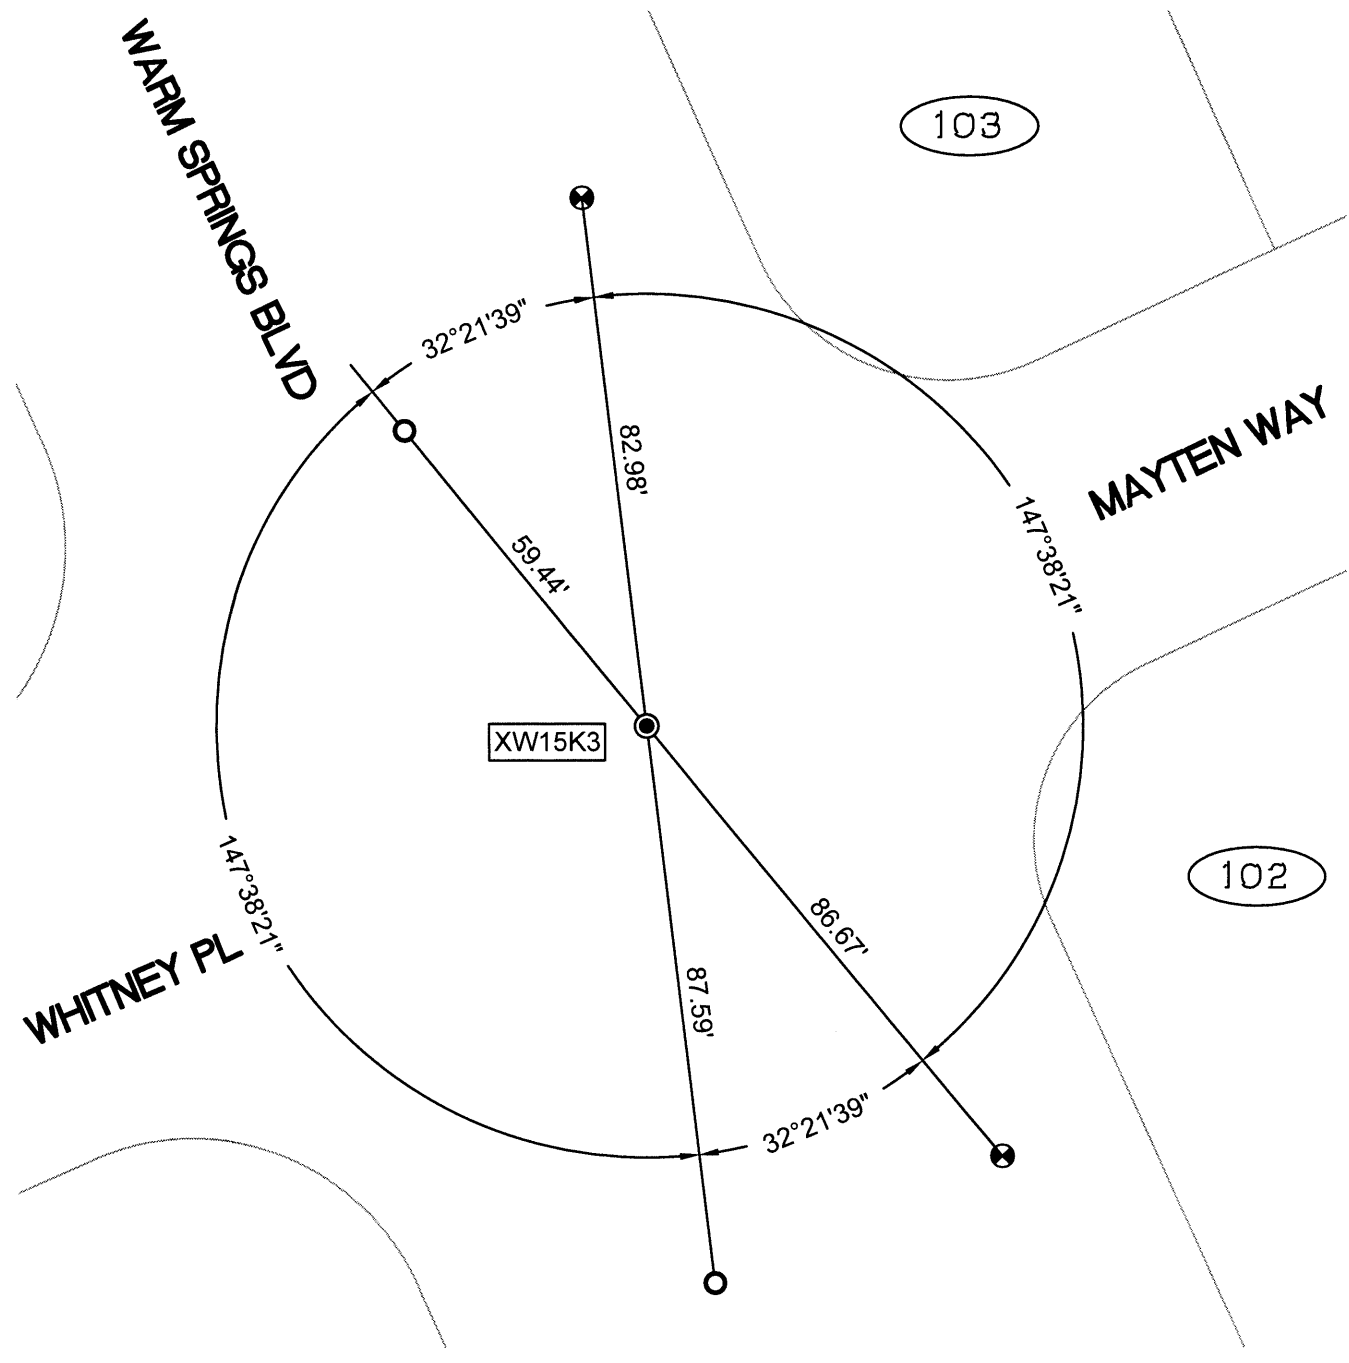 WARM SPRINGS BLVD
103
32°21'39"
MAYTEN WAY
82.98'
147°38'21"
59.44'
XW15K3
147°38'21"
102
86.67'
WHITNEY PL
87.59'
32°21'39"